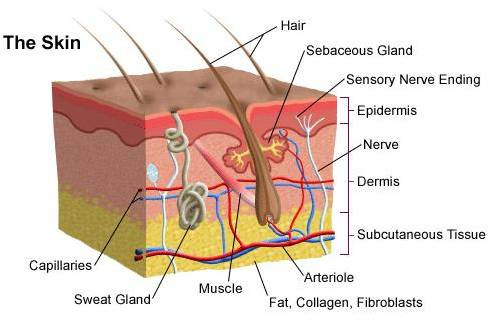 The Skin
Hair
Sebaceous Gland
Sensory Nerve Ending
Epidermis
Nerve
Dermis
Subcutaneous Tissue
Capillaries
Sweat Gland
Muscle
Arteriole
Fat, Collagen, Fibroblasts